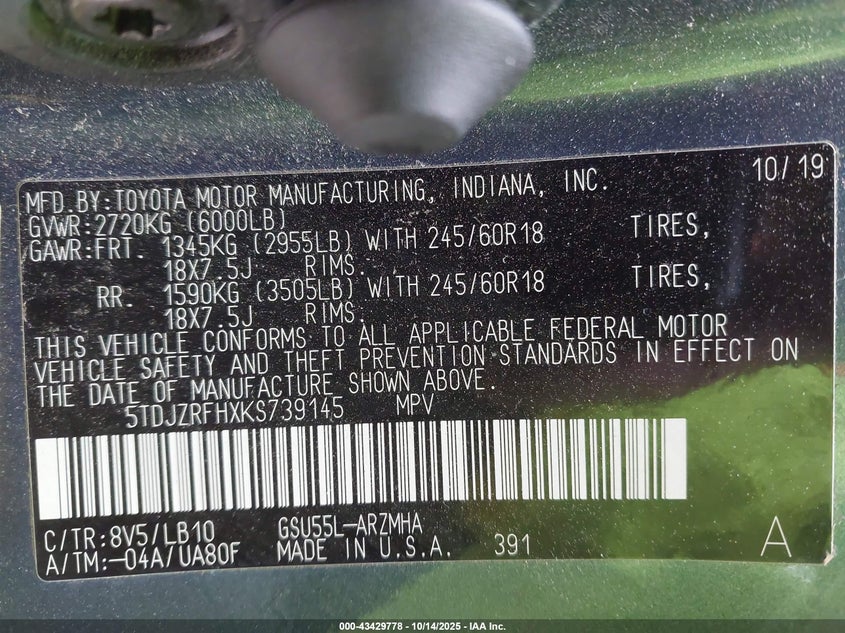 10/19
MFD.BY:TOYOTA MOTOR MANUFACTURING, INDIANA, INC.
GVWR:2720KG (6000LB)
GAWR:FRT. 1345KG (2955LB) WITH 245/60R18 TIRES,
18X7.5J RIMS.
RR. 1590KG (3505LB) WITH 245/60R18 TIRES,
18X7.5J RIMS.
THIS VEHICLE CONFORMS TO ALL APPLICABLE FEDERAL MOTOR
VEHICLE SAFETY AND THEFT PREVENTION STANDARDS IN EFFECT ON
THE DATE OF MANUFACTURE SHOWN ABOVE.
5TDJZRFHXKS739145 MPV
C/TR:8V5/LB10 GSU55L-ARZMHA
A/TM:-04A/UA80F MADE IN U.S.A. 391 A
000-43429778 - 10/14/2025 - IAA Inc.